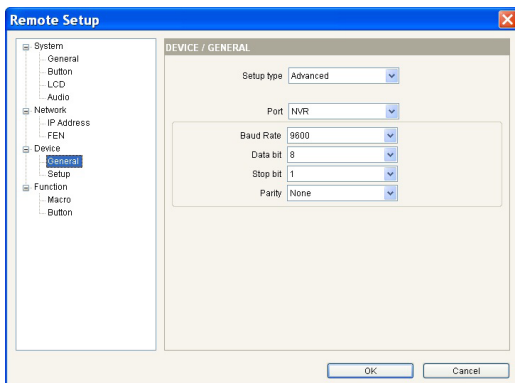 Remote Setup
System
General
Button
LCD
Audio
Network
IP Address
FEN
Device
General
Setup
Function
Macro
Button
DEVICE / GENERAL
Setup type Advanced
Port NVR
Baud Rate 9600
Data bit 8
Stop bit 1
Parity None
OK
Cancel